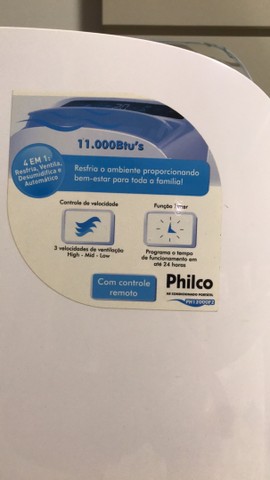 11.000Btu's
4 EM 1:
Resfria, Ventila,
Desumidifica e
Automático
Resfria o ambiente proporcionando
bem-estar para toda a família!
Controle de velocidade
3 velocidades de ventilação
High - Mid - Low
Função Timer
Programa o tempo
de funcionamento em
até 24 horas
Com controle
remoto
Philco
AR CONDICIONADO PORTÁTIL
PH11000F2